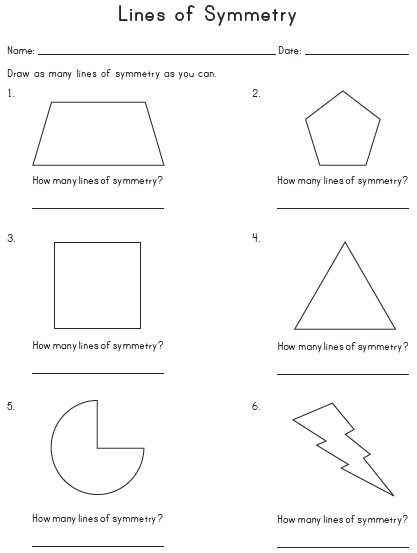 Lines of Symmetry
Name: Date:
Draw as many lines of symmetry as you can.
1. 2.
How many lines of symmetry? How many lines of symmetry?
3. 4.
How many lines of symmetry? How many lines of symmetry?
5. 6.
How many lines of symmetry? How many lines of symmetry?